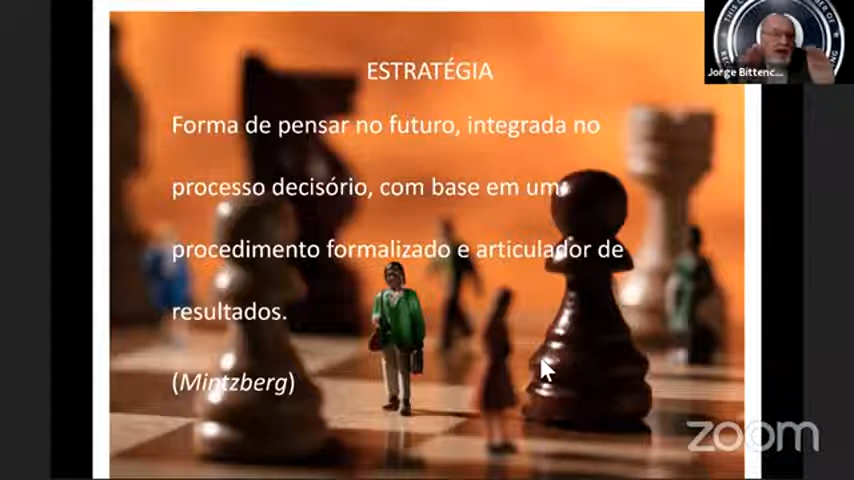 ESTRATÉGIA
Forma de pensar no futuro, integrada no
processo decisório, com base em um
procedimento formalizado e articulador de
resultados.
(Mintzberg)
Jorge Bittenc...
zoom